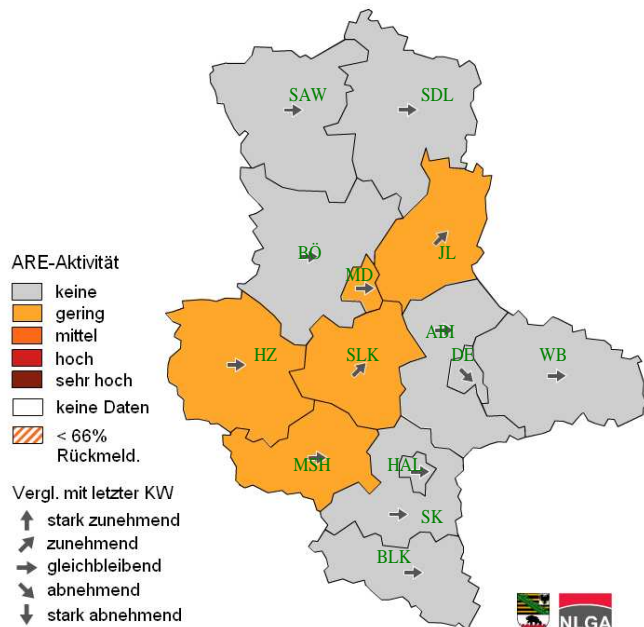 SAW
SDL
BÖ
MD
JL
ARE-Aktivität
keine
gering
mittel
hoch
sehr hoch
keine Daten
< 66%
Rückmeld.
HZ
SLK
ABI
DE
WB
MSH
HAL
SK
BLK
Vergl. mit letzter KW
stark zunehmend
zunehmend
gleichbleibend
abnehmend
stark abnehmend
NLGA